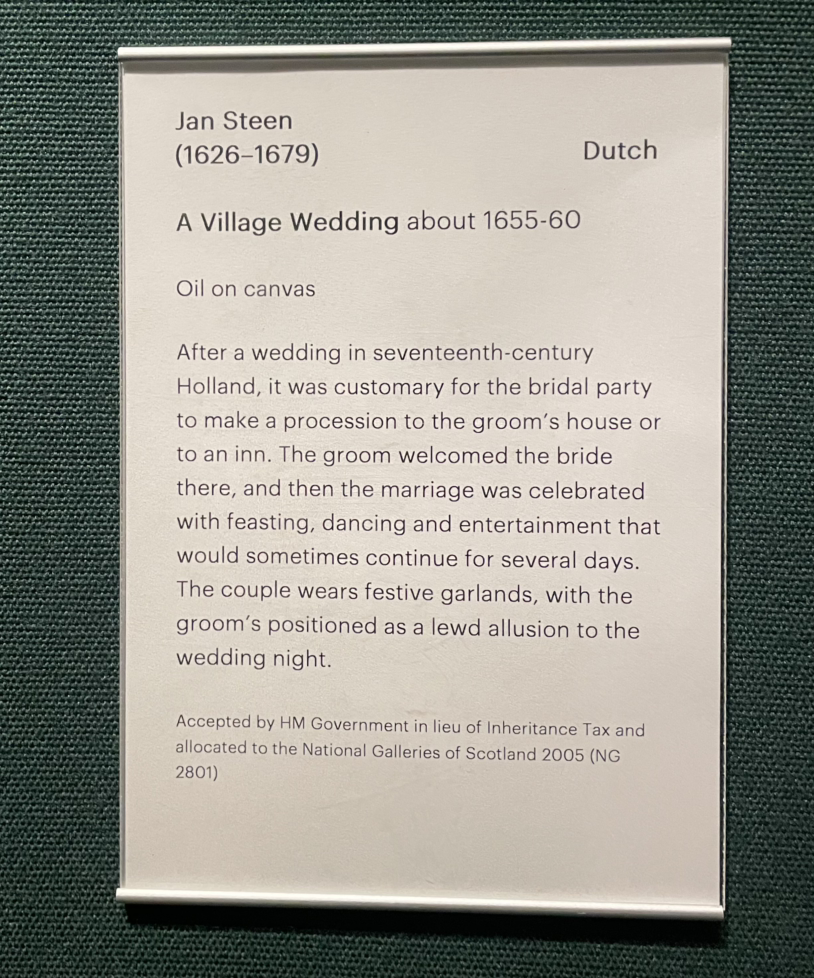 Jan Steen
(1626–1679)
Dutch
A Village Wedding about 1655-60
Oil on canvas
After a wedding in seventeenth-century
Holland, it was customary for the bridal party
to make a procession to the groom's house or
to an inn. The groom welcomed the bride
there, and then the marriage was celebrated
with feasting, dancing and entertainment that
would sometimes continue for several days.
The couple wears festive garlands, with the
groom's positioned as a lewd allusion to the
wedding night.
Accepted by HM Government in lieu of Inheritance Tax and
allocated to the National Galleries of Scotland 2005 (NG
2801)